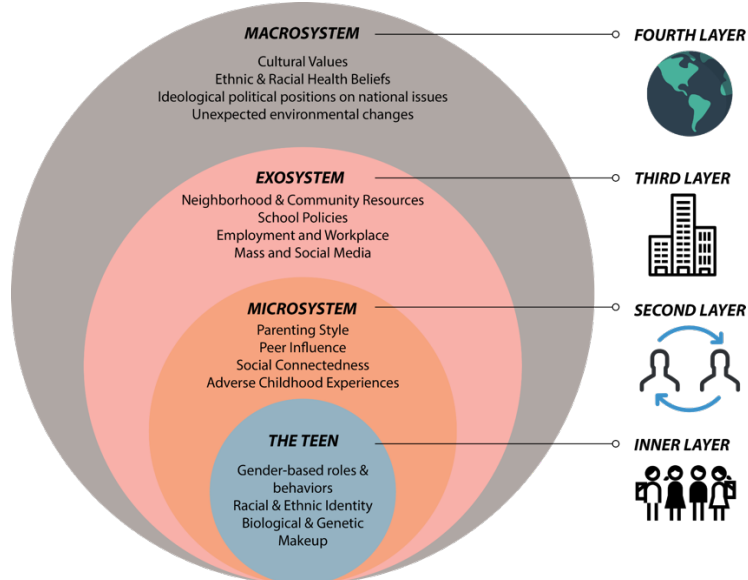 MACROSYSTEM
FOURTH LAYER
Cultural Values
Ethnic & Racial Health Beliefs
Ideological political positions on national issues
Unexpected environmental changes
EXOSYSTEM
THIRD LAYER
Neighborhood & Community Resources
School Policies
Employment and Workplace
Mass and Social Media
MICROSYSTEM
SECOND LAYER
Parenting Style
Peer Influence
Social Connectedness
Adverse Childhood Experiences
THE TEEN
INNER LAYER
Gender-based roles &
behaviors
Racial & Ethnic Identity
Biological & Genetic
Makeup